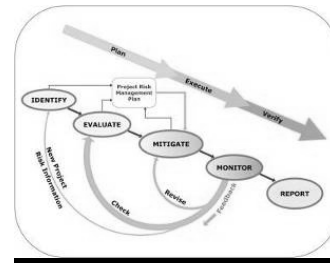 Plan
Execute
Verify
Project Risk
Management
Plan
IDENTIFY
EVALUATE
MITIGATE
MONITOR
REPORT
New Project
Risk Information
Check
Revise
Feedback